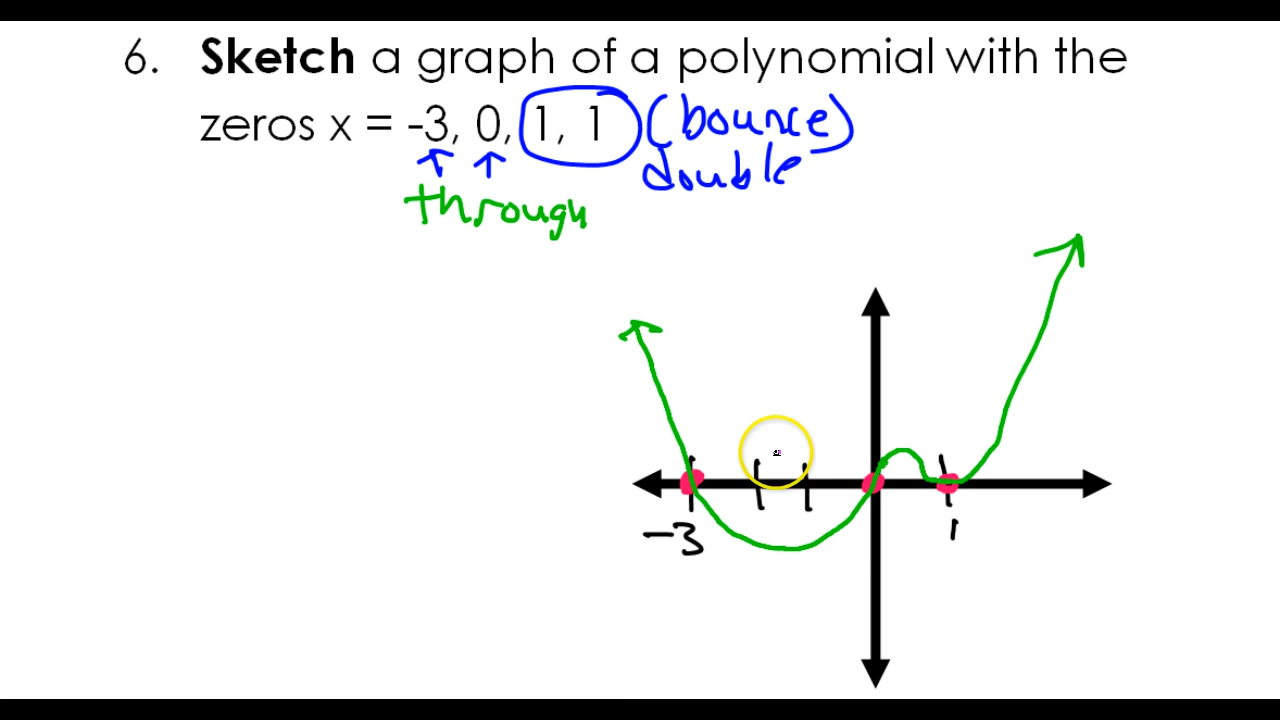 6. Sketch a graph of a polynomial with the
zeros x = -3, 0, 1, 1 (bounce)
double
through
-3
1